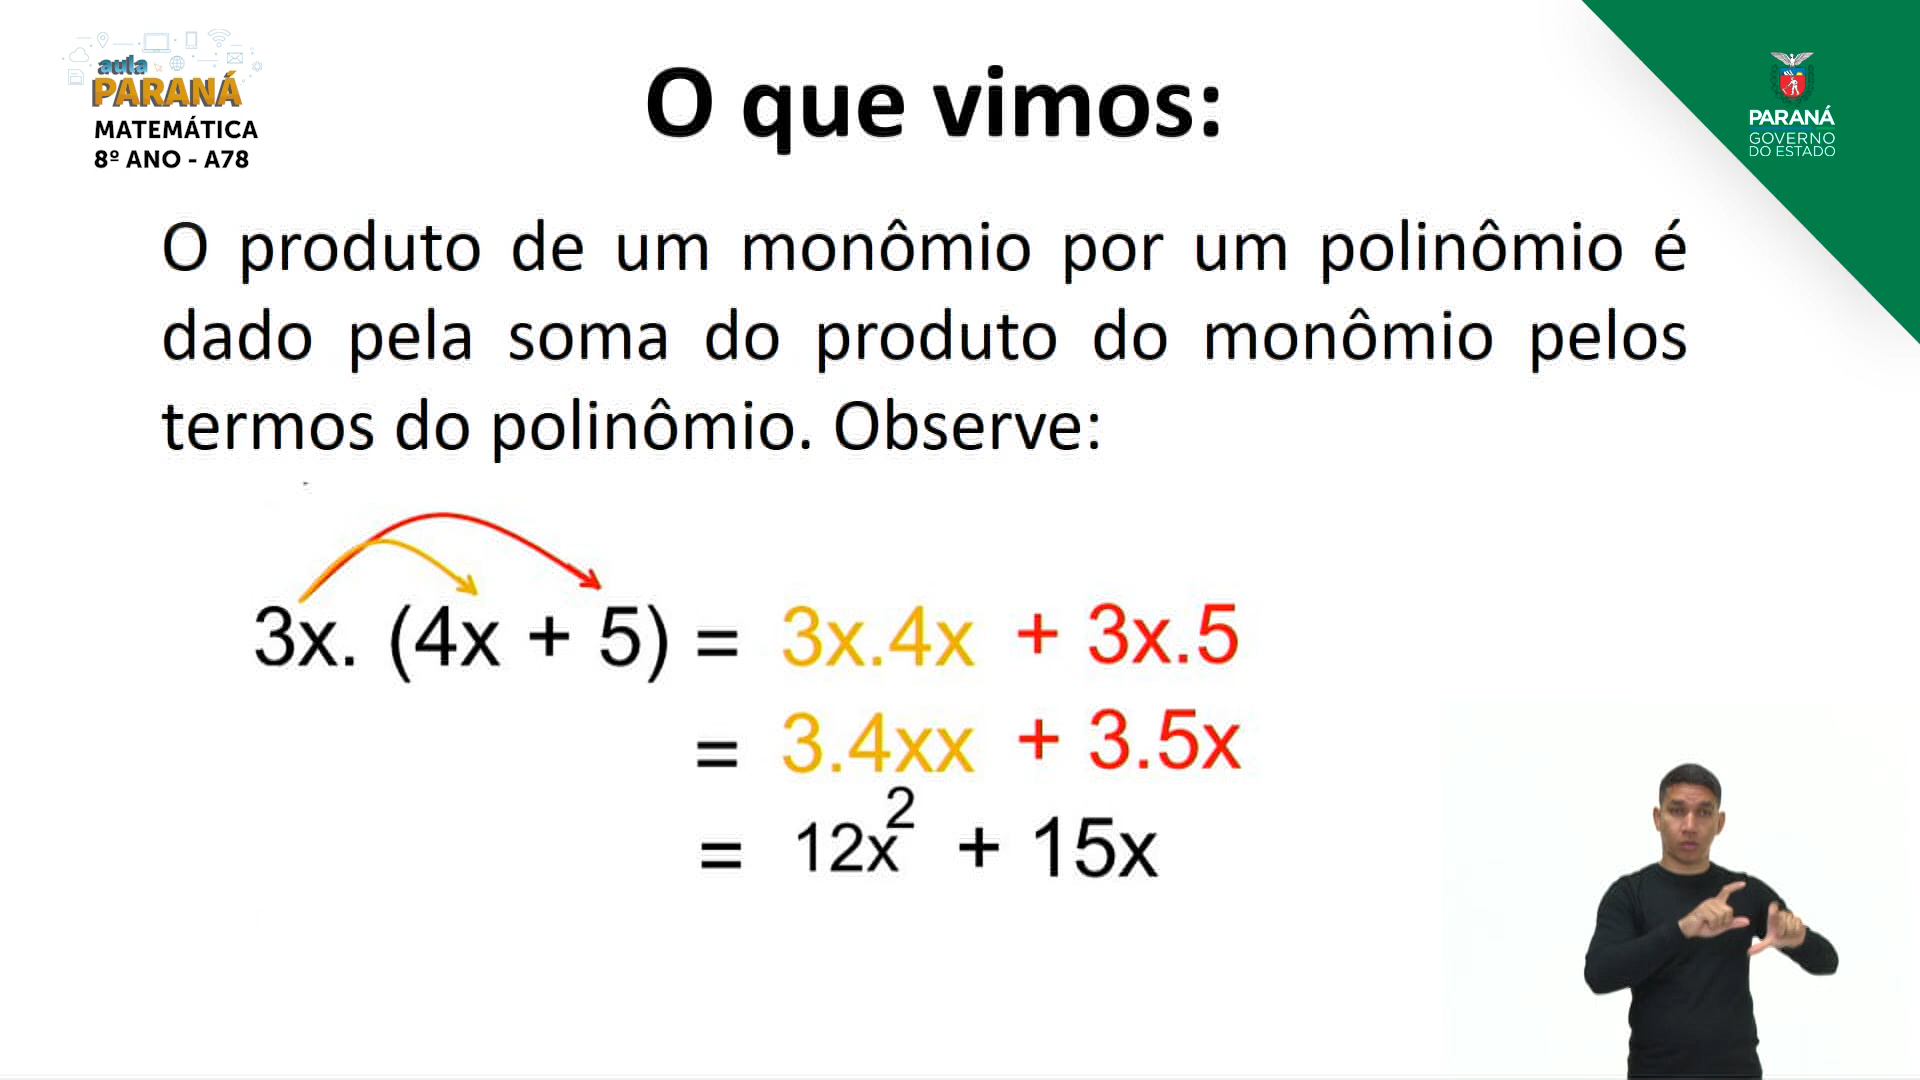 aula
PARANÁ
MATEMÁTICA
8º ANO - A78
O que vimos:
PARANÁ
GOVERNO
DO ESTADO
O produto de um monômio por um polinômio é
dado pela soma do produto do monômio pelos
termos do polinômio. Observe:
3x. (4x + 5) = 3x.4x + 3x.5
= 3.4xx + 3.5x
= 12x² + 15x